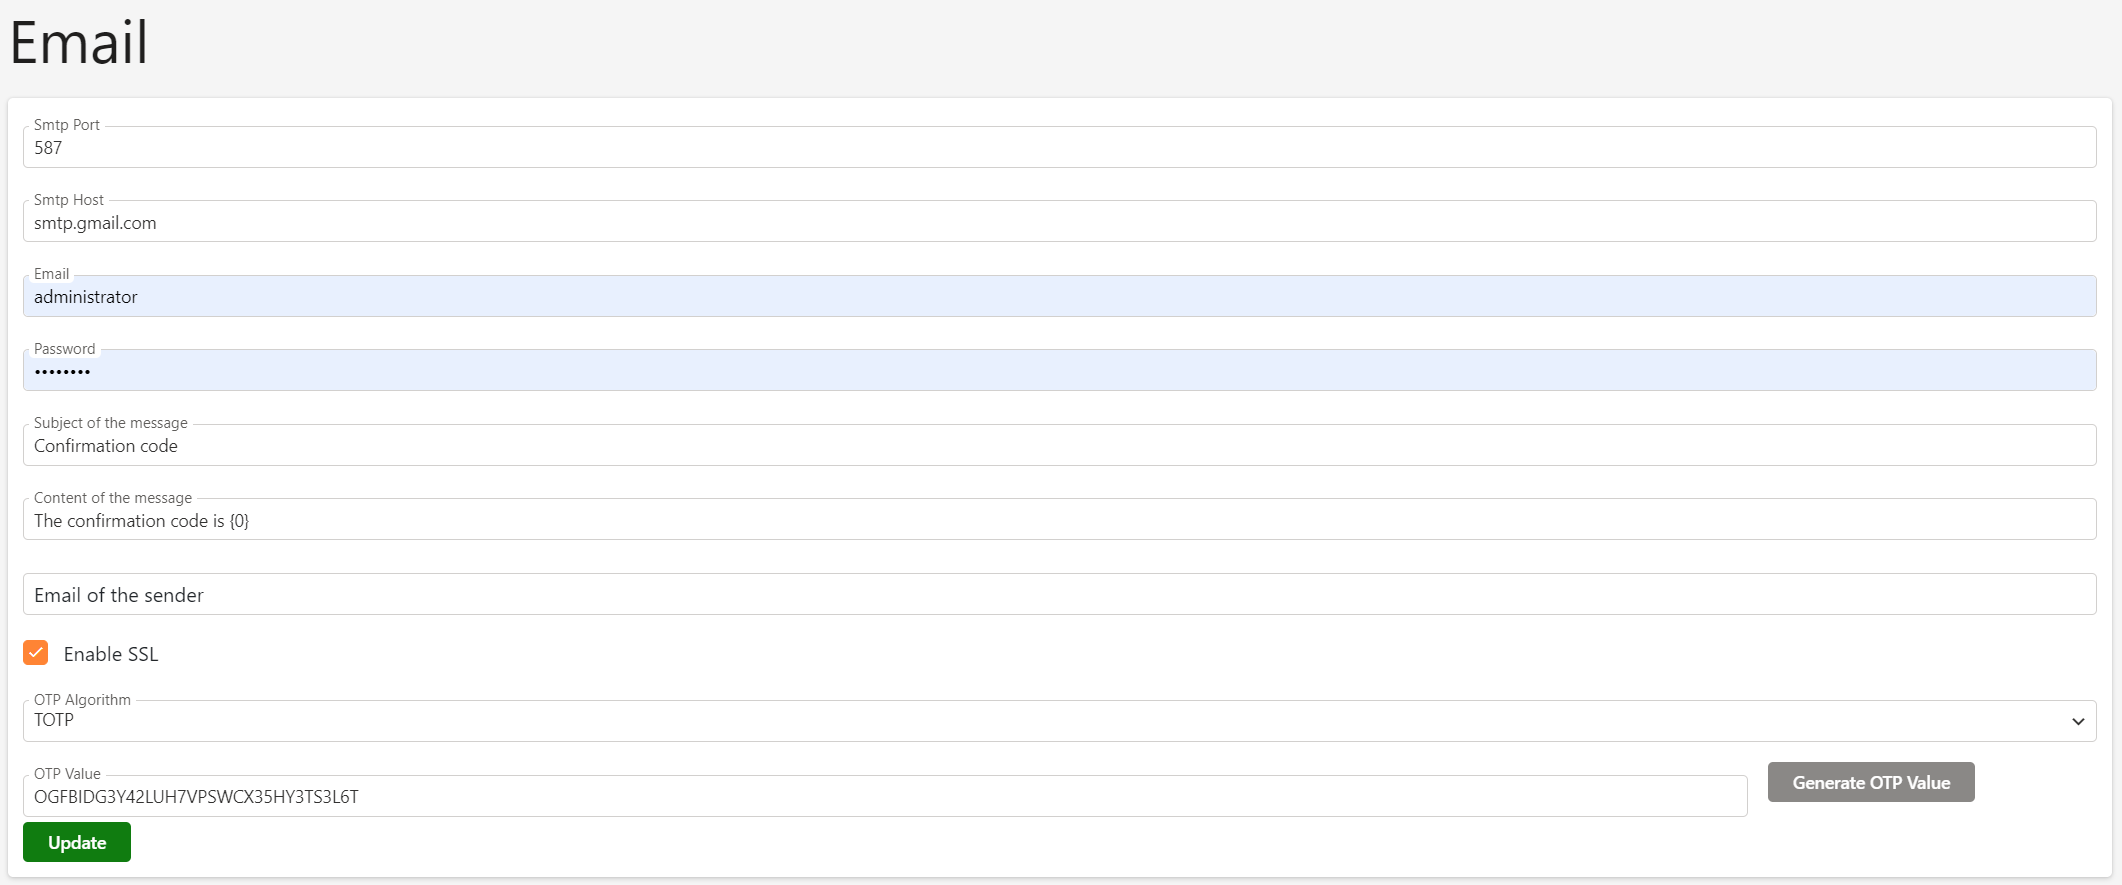 Email
Smtp Port
587
Smtp Host
smtp.gmail.com
Email
administrator
Password
••••••••
Subject of the message
Confirmation code
Content of the message
The confirmation code is {0}
Email of the sender
Enable SSL
OTP Algorithm
TOTP
OTP Value
OGFBIDG3Y42LUH7VPSWCX35HY3TS3L6T
Generate OTP Value
Update